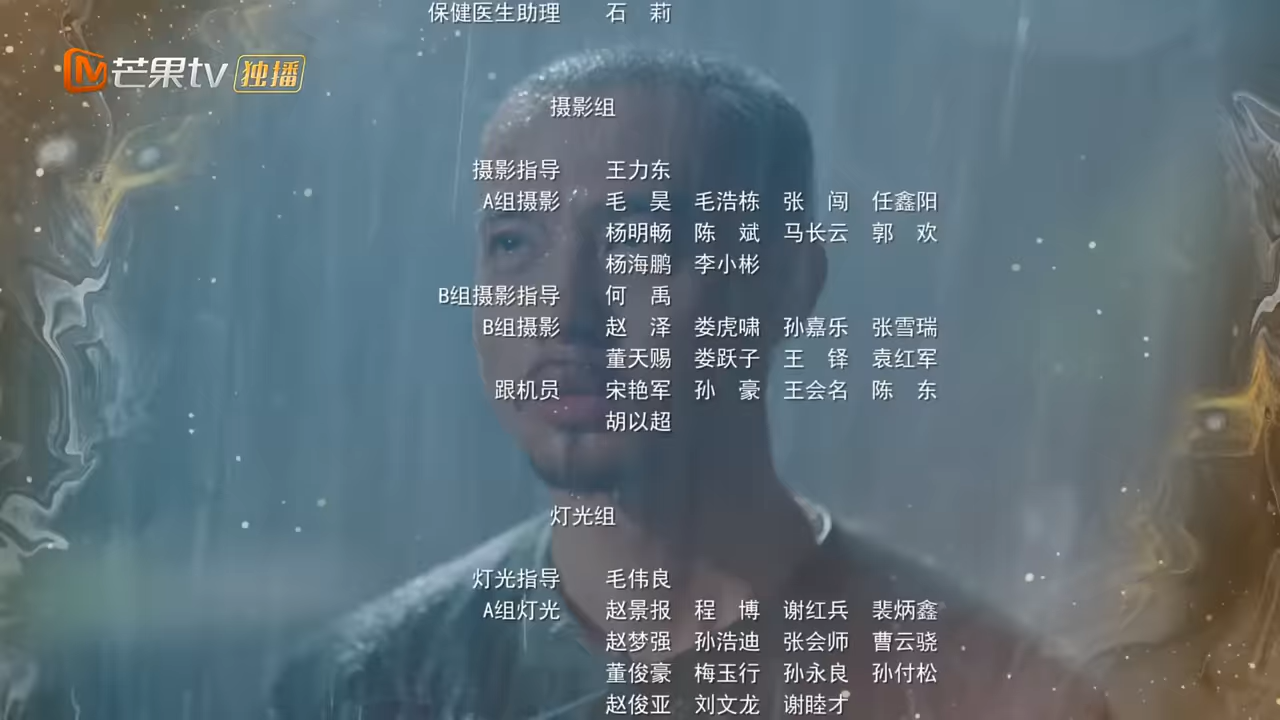 保健医生助理 石 莉
芒果tv 独播
摄影组
摄影指导 王力东
A组摄影 毛 昊 毛浩栋 张 闯 任鑫阳
杨明畅 陈 斌 马长云 郭 欢
杨海鹏 李小彬
B组摄影指导 何 禹
B组摄影 赵 泽 娄虎啸 孙嘉乐 张雪瑞
董天赐 娄跃子 王 铎 袁红军
跟机员 宋艳军 孙 豪 王会名 陈 东
胡以超
灯光组
灯光指导 毛伟良
A组灯光 赵景报 程 博 谢红兵 裴炳鑫
赵梦强 孙浩迪 张会师 曹云骁
董俊豪 梅玉行 孙永良 孙付松
赵俊亚 刘文龙 谢睦才